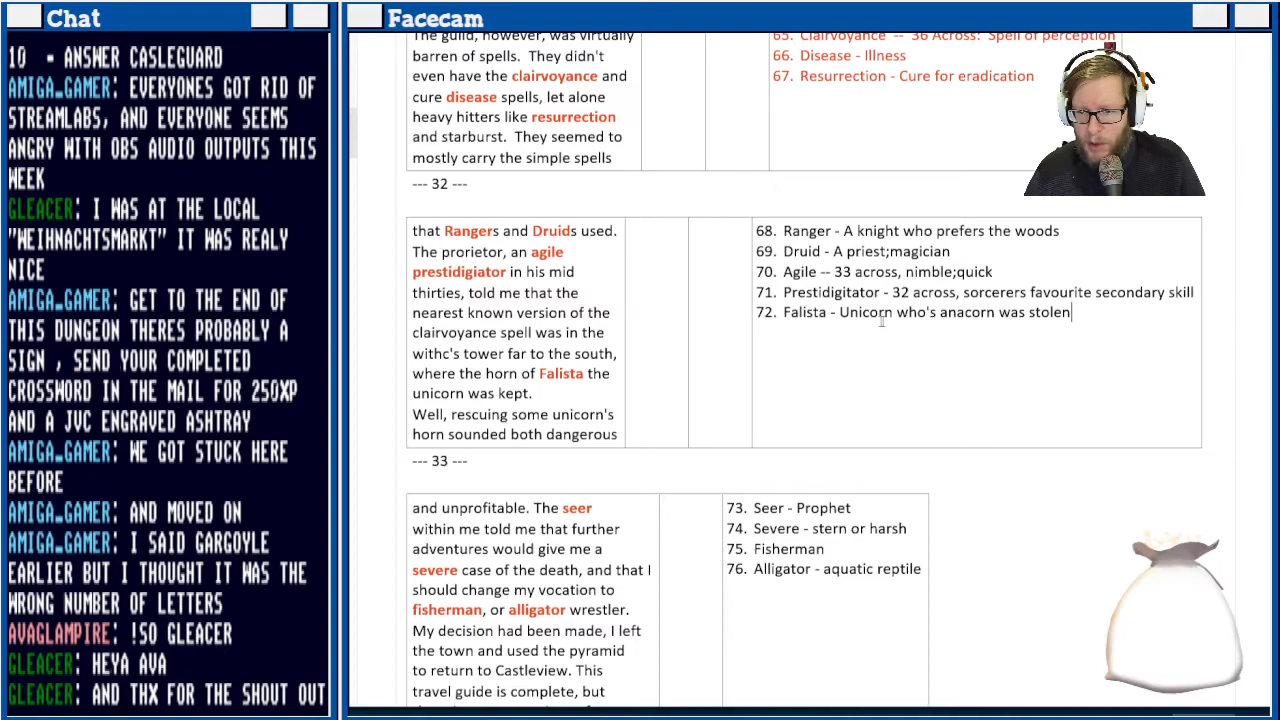 Chat
10 - ANSWER CASLEGUARD
AMIGA_GAMER: EVERYONES GOT RID OF
STREAMLABS, AND EVERYONE SEEMS
ANGRY WITH OBS AUDIO OUTPUTS THIS
WEEK
GLEACER: I WAS AT THE LOCAL
"WEIHNACHTSMARKT" IT WAS REALY
NICE
AMIGA_GAMER: GET TO THE END OF
THIS DUNGEON THERES PROBABLY A
SIGN , SEND YOUR COMPLETED
CROSSWORD IN THE MAIL FOR 250XP
AND A JVC ENGRAVED ASHTRAY
AMIGA_GAMER: WE GOT STUCK HERE
BEFORE
AMIGA_GAMER: AND MOVED ON
AMIGA_GAMER: I SAID GARGOYLE
EARLIER BUT I THOUGHT IT WAS THE
WRONG NUMBER OF LETTERS
AVAGLAMPIRE: !SO GLEACER
GLEACER: HEYA AVA
GLEACER: AND THX FOR THE SHOUT OUT
Facecam
The guild, however, was virtually
barren of spells. They didn't
even have the clairvoyance and
cure disease spells, let alone
heavy hitters like resurrection
and starburst. They seemed to
mostly carry the simple spells
65. Clairvoyance -- 36 Across: Spell of perception
66. Disease - Illness
67. Resurrection - Cure for eradication
--- 32 ---
that Rangers and Druids used.
The prorietor, an agile
prestidigiator in his mid
thirties, told me that the
nearest known version of the
clairvoyance spell was in the
withc's tower far to the south,
where the horn of Falista the
unicorn was kept.
Well, rescuing some unicorn's
horn sounded both dangerous
68. Ranger - A knight who prefers the woods
69. Druid - A priest;magician
70. Agile -- 33 across, nimble;quick
71. Prestidigitator - 32 across, sorcerers favourite secondary skill
72. Falista - Unicorn who's anacorn was stolen
--- 33 ---
and unprofitable. The seer
within me told me that further
adventures would give me a
severe case of the death, and that I
should change my vocation to
fisherman, or alligator wrestler.
My decision had been made, I left
the town and used the pyramid
to return to Castleview. This
travel guide is complete, but
73. Seer - Prophet
74. Severe - stern or harsh
75. Fisherman
76. Alligator - aquatic reptile